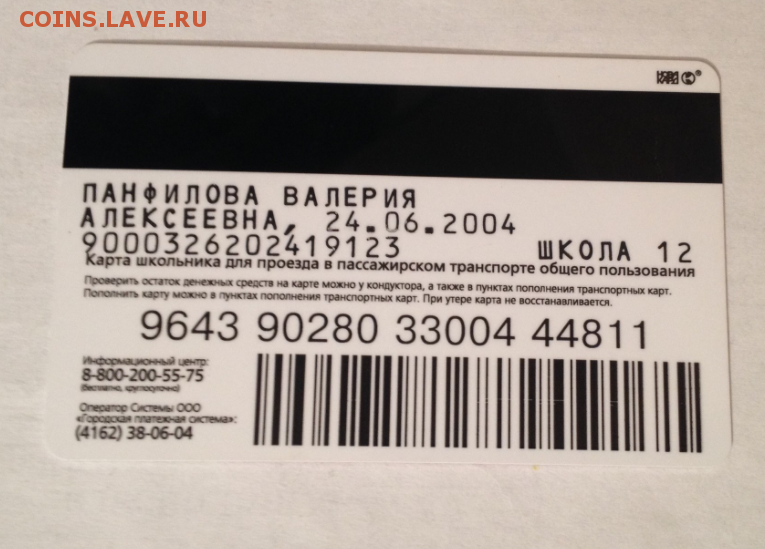 COINS.LAVE.RU
ПАНФИЛОВА ВАЛЕРИЯ
АЛЕКСЕЕВНА, 24.06.2004
9000326202419123 ШКОЛА 12
Карта школьника для проезда в пассажирском транспорте общего пользования
Проверить остаток денежных средств на карте можно у кондуктора, а также в пунктах пополнения транспортных карт.
Пополнить карту можно в пунктах пополнения транспортных карт. При утере карта не восстанавливается.
9643 90280 33004 44811
Информационный центр:
8-800-200-55-75
(бесплатно, круглосуточно)
Оператор Системы ООО
«Городская платежная система»:
(4162) 38-06-04